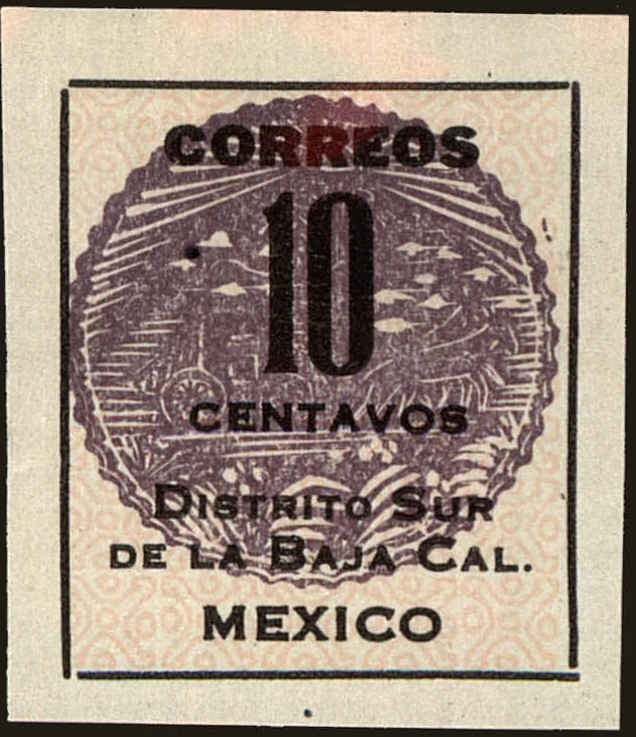 CORREOS
10
CENTAVOS
DISTRITO SUR
DE LA BAJA CAL.
MEXICO